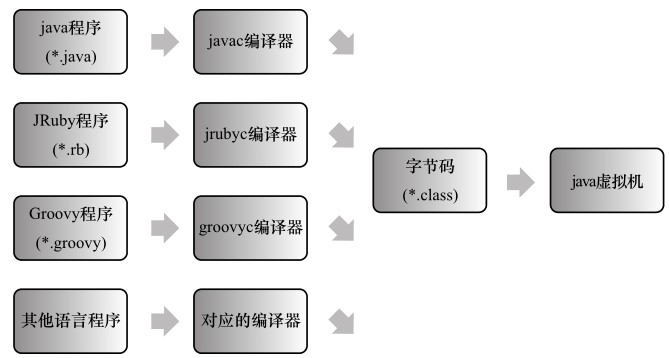 java程序
(*.java)
javac编译器
JRuby程序
(*.rb)
jrubyc编译器
字节码
(*.class)
java虚拟机
Groovy程序
(*.groovy)
groovyc编译器
其他语言程序
对应的编译器